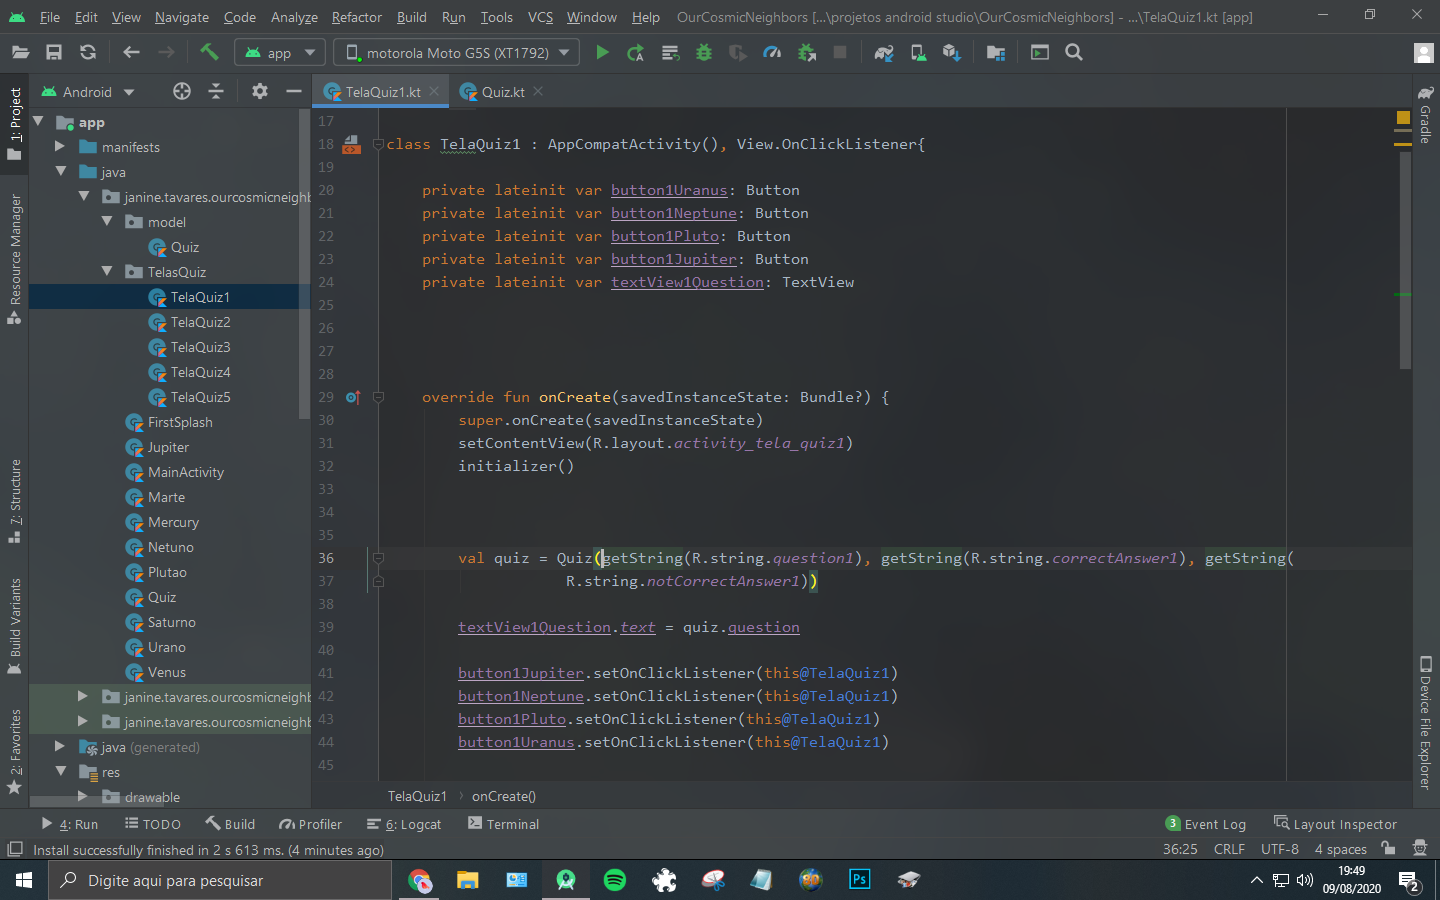 File Edit View Navigate Code Analyze Refactor Build Run Tools VCS Window Help OurCosmicNeighbors [...\projetos android studio\OurCosmicNeighbors] - ...\TelaQuiz1.kt [app]
app motorola Moto G5S (XT1792)
Android TelaQuiz1.kt Quiz.kt
1: Project
Resource Manager
7: Structure
Build Variants
2: Favorites
app
manifests
java
janine.tavares.ourcosmicneighb
model
Quiz
TelasQuiz
TelaQuiz1
TelaQuiz2
TelaQuiz3
TelaQuiz4
TelaQuiz5
FirstSplash
Jupiter
MainActivity
Marte
Mercury
Netuno
Plutao
Quiz
Saturno
Urano
Venus
janine.tavares.ourcosmicneighb
janine.tavares.ourcosmicneighb
java (generated)
res
drawable
17
18 class TelaQuiz1 : AppCompatActivity(), View.OnClickListener{
19
20 private lateinit var button1Uranus: Button
21 private lateinit var button1Neptune: Button
22 private lateinit var button1Pluto: Button
23 private lateinit var button1Jupiter: Button
24 private lateinit var textView1Question: TextView
25
26
27
28
29 override fun onCreate(savedInstanceState: Bundle?) {
30 super.onCreate(savedInstanceState)
31 setContentView(R.layout.activity_tela_quiz1)
32 initializer()
33
34
35
36 val quiz = Quiz(getString(R.string.question1), getString(R.string.correctAnswer1), getString(
37 R.string.notCorrectAnswer1))
38
39 textView1Question.text = quiz.question
40
41 button1Jupiter.setOnClickListener(this@TelaQuiz1)
42 button1Neptune.setOnClickListener(this@TelaQuiz1)
43 button1Pluto.setOnClickListener(this@TelaQuiz1)
44 button1Uranus.setOnClickListener(this@TelaQuiz1)
45
Gradle
Device File Explorer
TelaQuiz1 › onCreate()
4: Run TODO Build Profiler 6: Logcat Terminal 3 Event Log Layout Inspector
Install successfully finished in 2 s 613 ms. (4 minutes ago) 36:25 CRLF UTF-8 4 spaces
Digite aqui para pesquisar Ps 19:49
09/08/2020 2